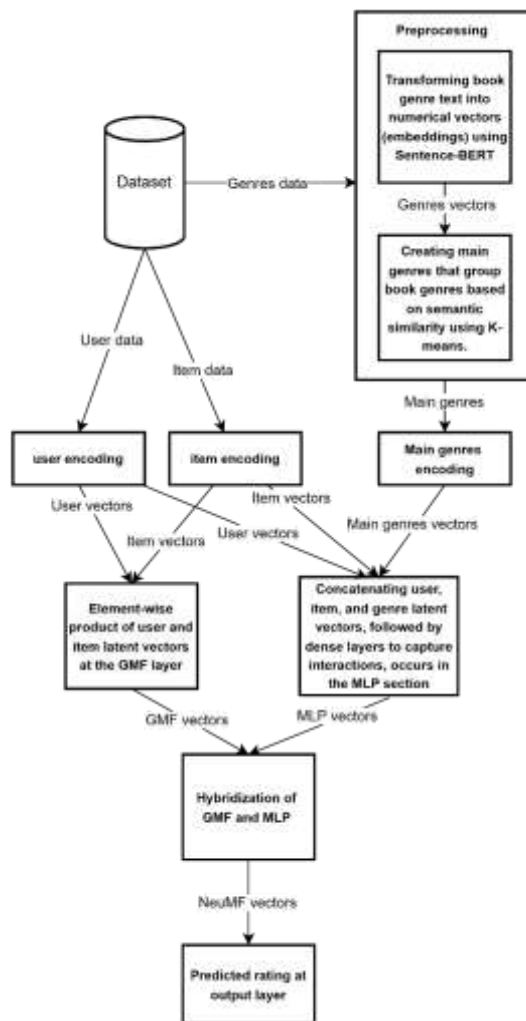 Preprocessing
Transforming book
genre text into
numerical vectors
(embeddings) using
Sentence-BERT
Dataset
Genres data
Genres vectors
Creating main
genres that group
book genres based
on semantic
similarity using K-
means.
User data
Item data
Main genres
user encoding
item encoding
Main genres
encoding
User vectors
Item vectors
Item vectors
User vectors
Main genres vectors
Element-wise
product of user and
item latent vectors
at the GMF layer
Concatenating user,
item, and genre latent
vectors, followed by
dense layers to capture
interactions, occurs in
the MLP section
GMF vectors
MLP vectors
Hybridization of
GMF and MLP
NeuMF vectors
Predicted rating at
output layer